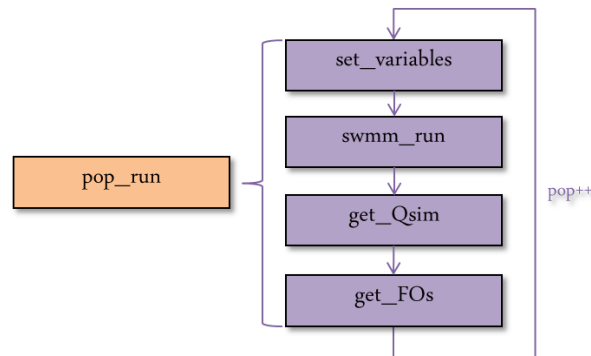 set_variables
swmm_run
pop_run
get_Qsim
pop++
get_FOs